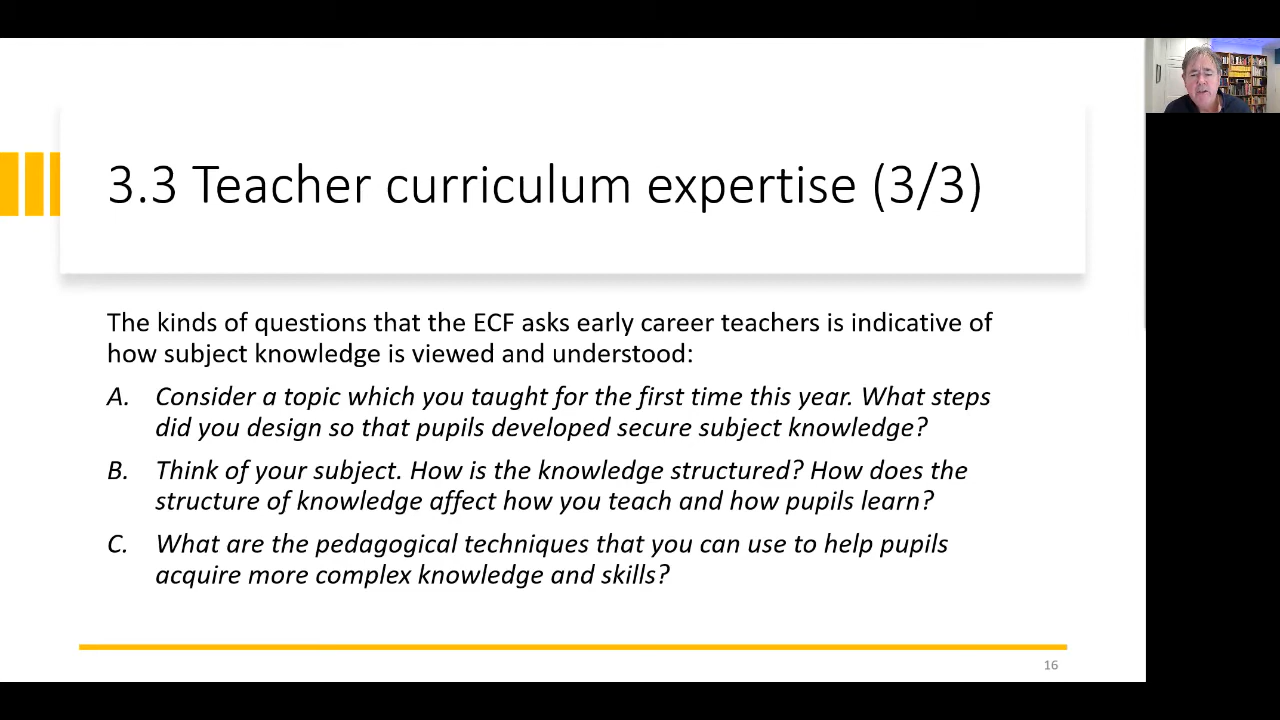 3.3 Teacher curriculum expertise (3/3)
The kinds of questions that the ECF asks early career teachers is indicative of
how subject knowledge is viewed and understood:
A. Consider a topic which you taught for the first time this year. What steps
did you design so that pupils developed secure subject knowledge?
B. Think of your subject. How is the knowledge structured? How does the
structure of knowledge affect how you teach and how pupils learn?
C. What are the pedagogical techniques that you can use to help pupils
acquire more complex knowledge and skills?
16